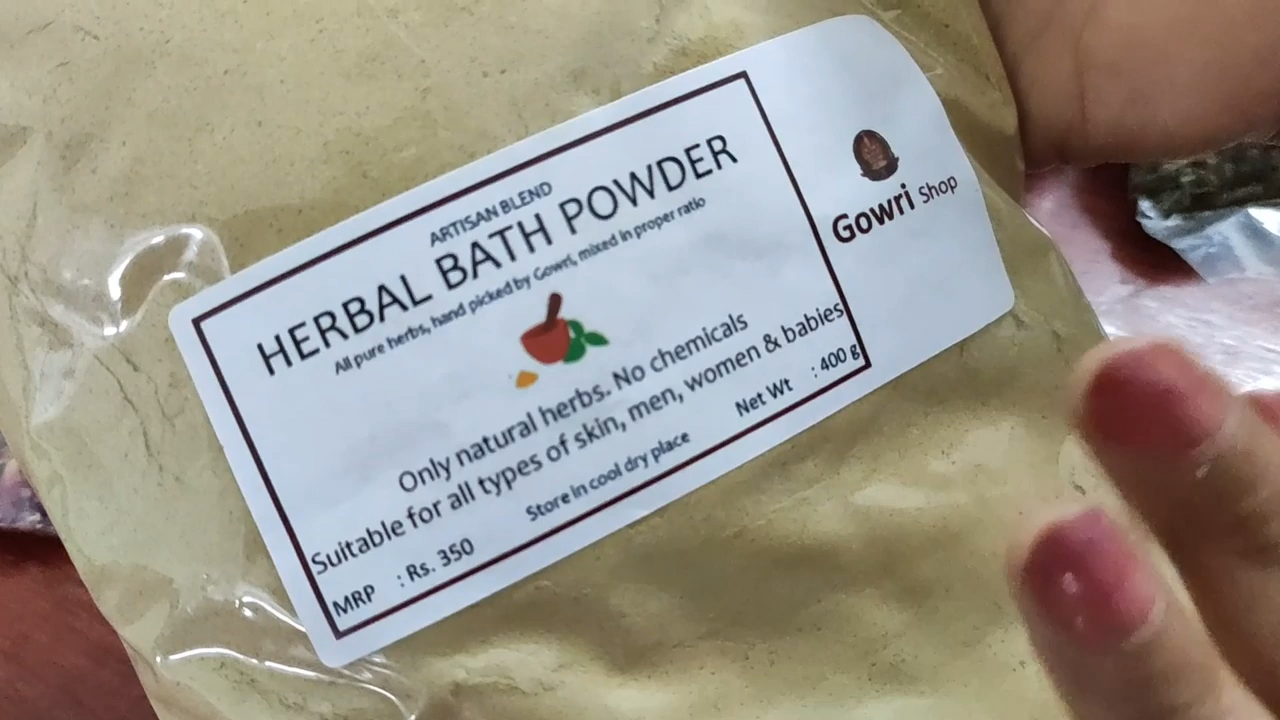 ARTISAN BLEND
HERBAL BATH POWDER
All pure herbs, hand picked by Gowri, mixed in proper ratio
Only natural herbs. No chemicals
Suitable for all types of skin, men, women & babies
Store in cool dry place
MRP : Rs. 350
Net Wt : 400 g
Gowri Shop